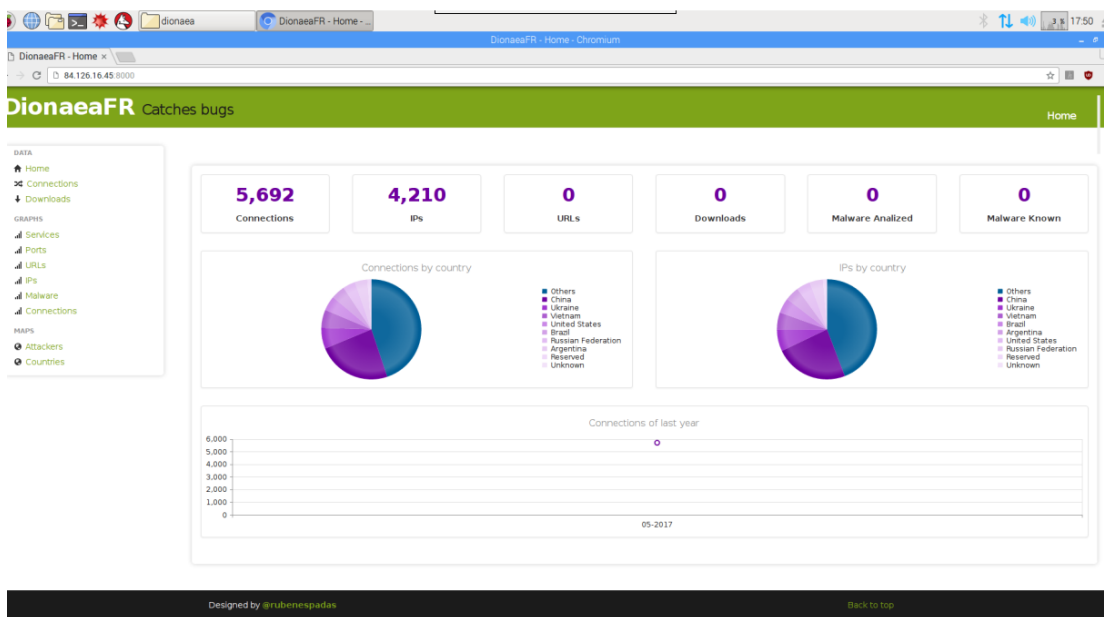 dionaea
DionaeaFR - Home -...
3 %
17:50
DionaeaFR - Home - Chromium
DionaeaFR - Home ×
84.126.16.45:8000
DionaeaFR Catches bugs
Home
DATA
Home
Connections
Downloads
GRAPHS
Services
Ports
URLs
IPs
Malware
Connections
MAPS
Attackers
Countries
5,692
Connections
4,210
IPs
0
URLs
0
Downloads
0
Malware Analized
0
Malware Known
Connections by country
Others
China
Ukraine
Vietnam
United States
Brazil
Russian Federation
Argentina
Reserved
Unknown
IPs by country
Others
China
Ukraine
Vietnam
Brazil
Argentina
United States
Russian Federation
Reserved
Unknown
Connections of last year
6,000
5,000
4,000
3,000
2,000
1,000
0
05-2017
Designed by @rubenespadas
Back to top